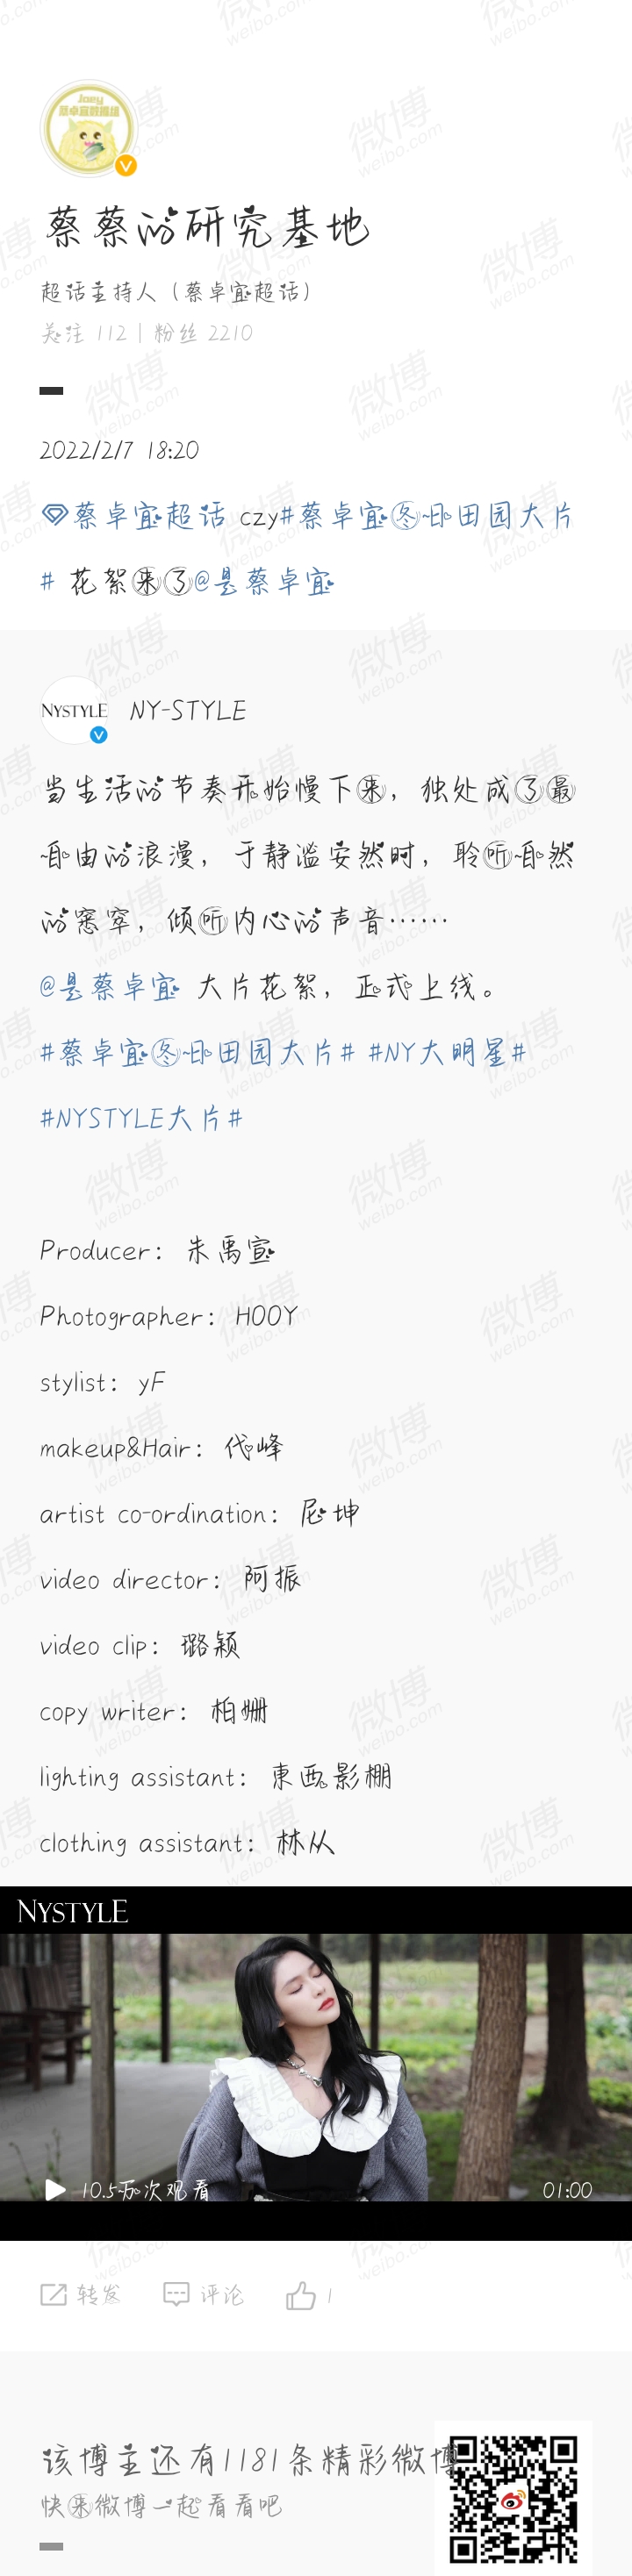 Joey
蔡卓宜数据组
蔡蔡的研究基地
超话主持人（蔡卓宜超话）
关注 112 | 粉丝 2210
2022/2/7 18:20
蔡卓宜超话 czy#蔡卓宜冬日田园大片
# 花絮来了@是蔡卓宜
NYSTYLE
NY-STYLE
当生活的节奏开始慢下来，独处成了最
自由的浪漫，于静谧安然时，聆听自然
的窸窣，倾听内心的声音……
@是蔡卓宜 大片花絮，正式上线。
#蔡卓宜冬日田园大片# #NY大明星#
#NYSTYLE大片#
Producer：朱禹宣
Photographer：HOOY
stylist：yF
makeup&Hair：代峰
artist co-ordination：尼坤
video director：阿振
video clip：璐颖
copy writer：柏姗
lighting assistant：東西影棚
clothing assistant：林从
NYSTYLE
10.5万次观看
01:00
转发
评论
1
该博主还有1181条精彩微博
快来微博一起看看吧
微博
weibo.com